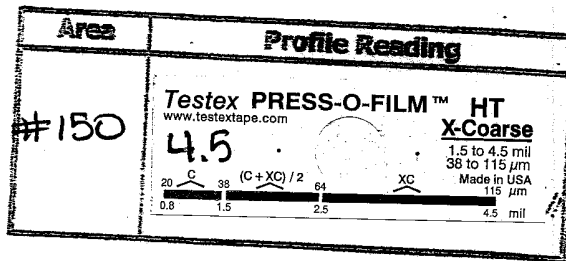 Area Profile Reading
#150
Testex PRESS-O-FILM™ HT
www.testextape.com
X-Coarse
4.5
1.5 to 4.5 mil
38 to 115 µm
Made in USA
C (C + XC) / 2 XC
20 38 64 115 µm
0.8 1.5 2.5 4.5 mil